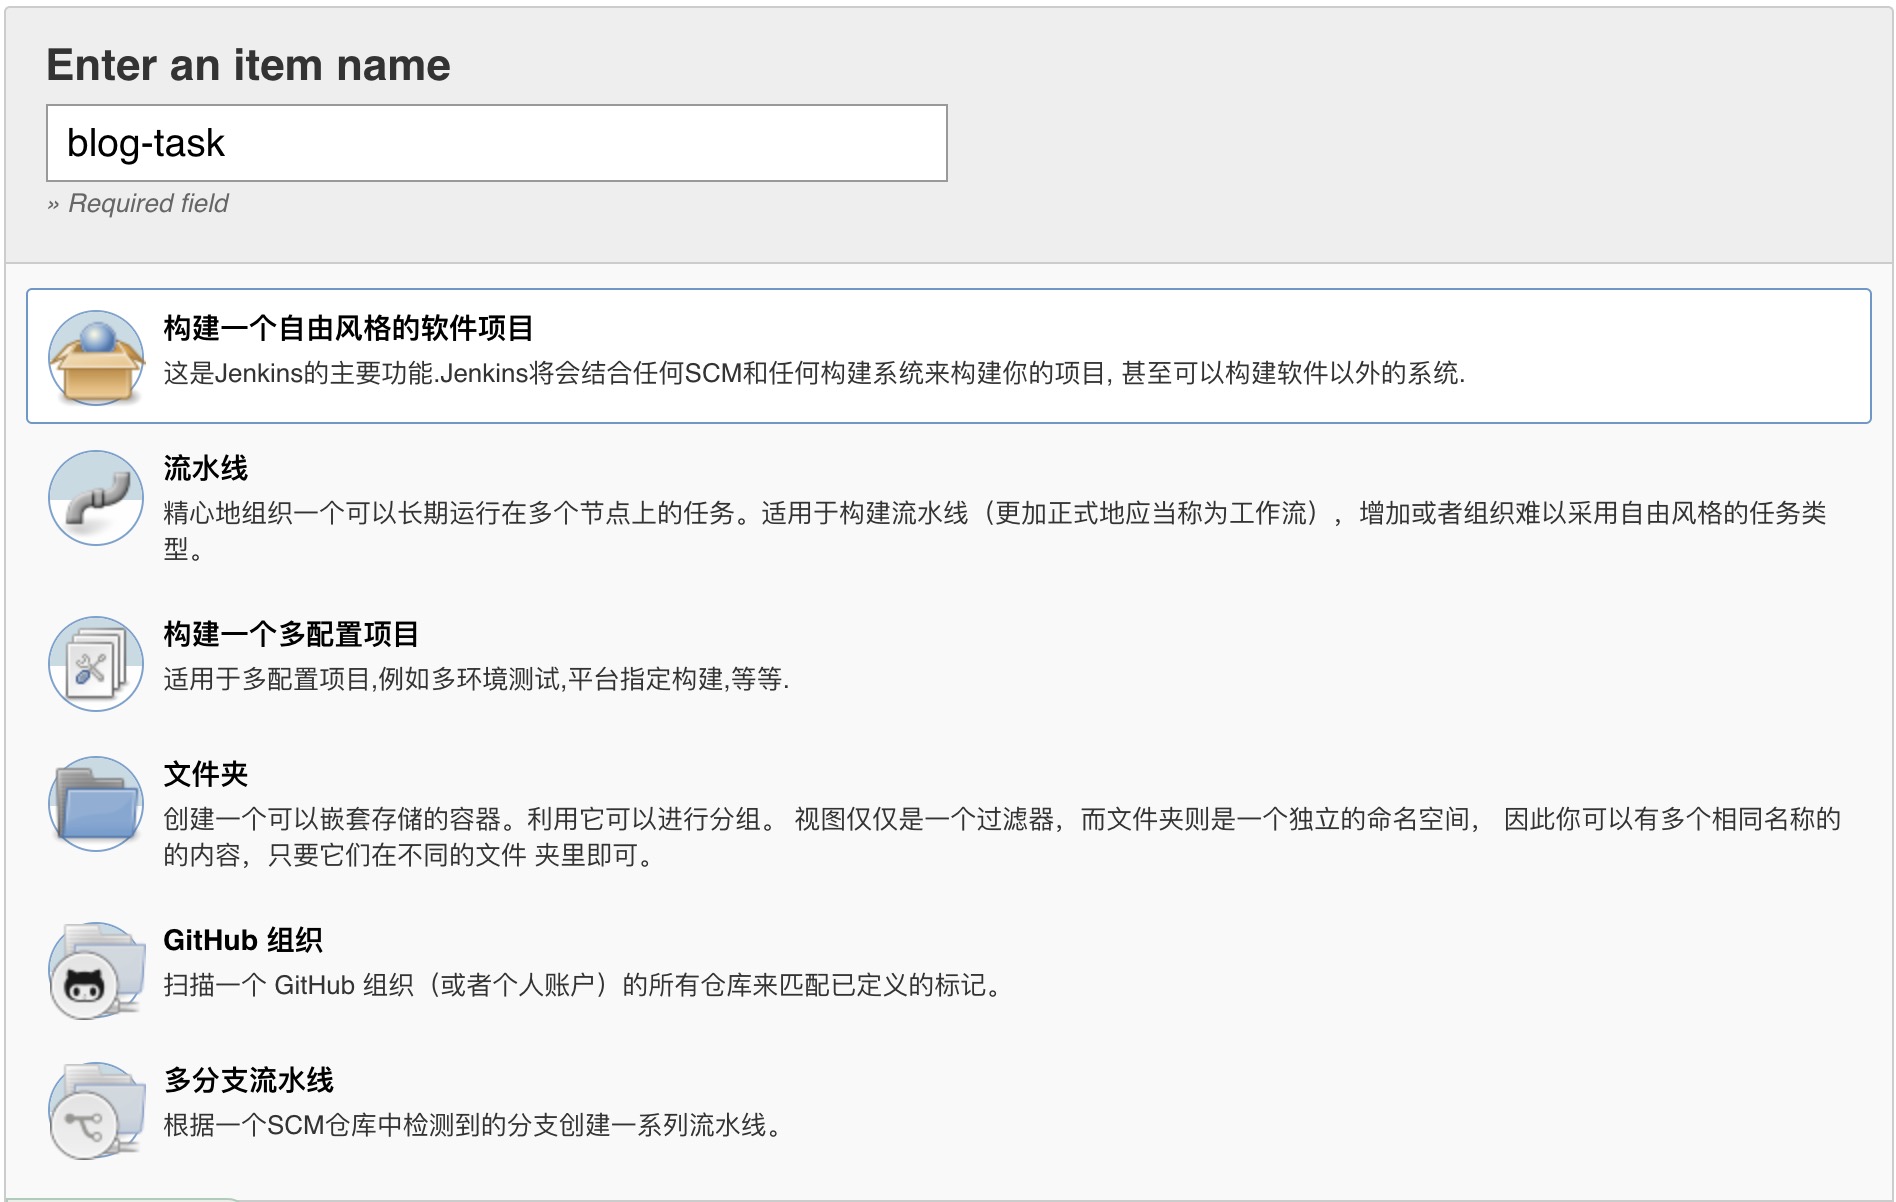 Enter an item name
blog-task
» Required field
构建一个自由风格的软件项目
这是Jenkins的主要功能.Jenkins将会结合任何SCM和任何构建系统来构建你的项目, 甚至可以构建软件以外的系统.
流水线
精心地组织一个可以长期运行在多个节点上的任务。适用于构建流水线（更加正式地应当称为工作流），增加或者组织难以采用自由风格的任务类
型。
构建一个多配置项目
适用于多配置项目,例如多环境测试,平台指定构建,等等.
文件夹
创建一个可以嵌套存储的容器。利用它可以进行分组。 视图仅仅是一个过滤器，而文件夹则是一个独立的命名空间， 因此你可以有多个相同名称的
的内容，只要它们在不同的文件 夹里即可。
GitHub 组织
扫描一个 GitHub 组织（或者个人账户）的所有仓库来匹配已定义的标记。
多分支流水线
根据一个SCM仓库中检测到的分支创建一系列流水线。